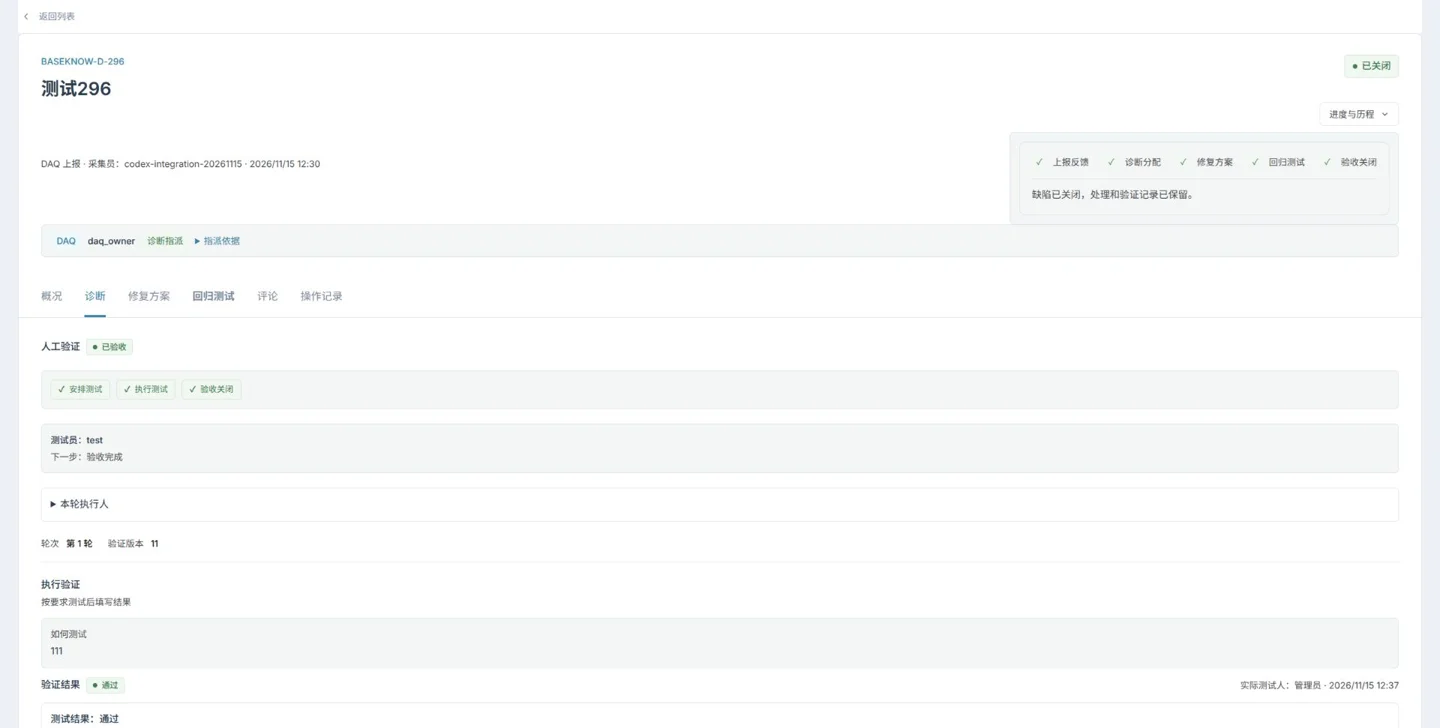 返回列表
BASEKNOW-D-296
已关闭
测试296
进度与历程
DAQ 上报 · 采集员：codex-integration-20261115 · 2026/11/15 12:30
✓ 上报反馈 ✓ 诊断分配 ✓ 修复方案 ✓ 回归测试 ✓ 验收关闭
缺陷已关闭，处理和验证记录已保留。
DAQ daq_owner 诊断指派 ▶ 指派依据
概况 诊断 修复方案 回归测试 评论 操作记录
人工验证 已验收
✓ 安排测试 ✓ 执行测试 ✓ 验收关闭
测试员：test
下一步：验收完成
▶ 本轮执行人
轮次 第 1 轮 验证版本 11
执行验证
按要求测试后填写结果
如何测试
111
验证结果 通过 实际测试人：管理员 · 2026/11/15 12:37
测试结果：通过